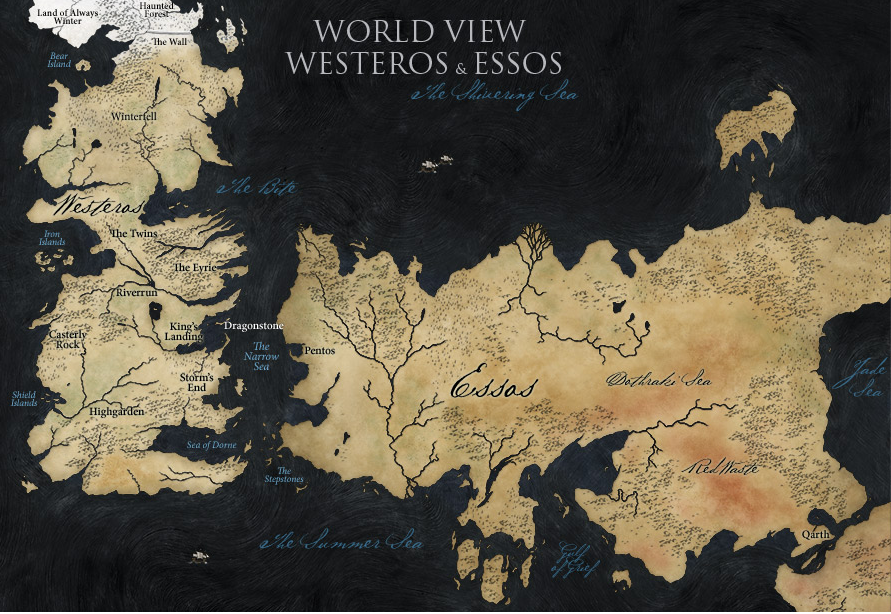 Land of Always
Winter
Haunted
Forest
The Wall
WORLD VIEW
WESTEROS & ESSOS
Bear
Island
The Shivering Sea
Winterfell
The Bite
Westeros
Iron
Islands
The Twins
The Eyrie
Riverrun
King's
Landing
Dragonstone
Casterly
Rock
The
Narrow
Sea
Pentos
Storm's
End
Essos
Dothraki Sea
Jade
Sea
Shield
Islands
Highgarden
Sea of Dorne
The
Stepstones
Red Waste
Qarth
The Summer Sea
Gulf
of Grief